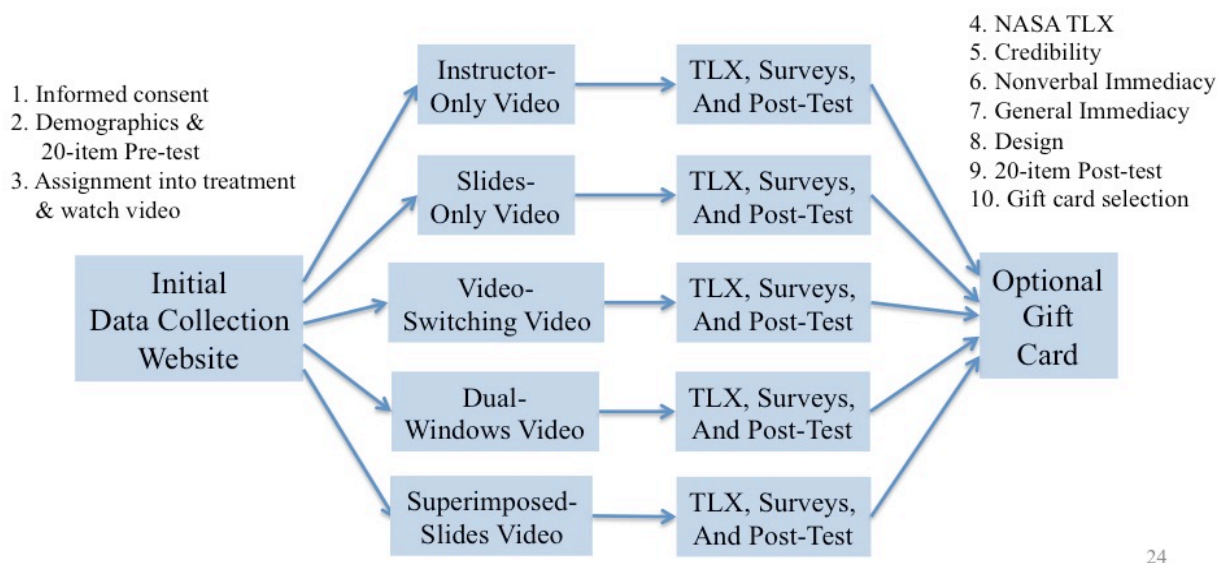 1. Informed consent
2. Demographics &
20-item Pre-test
3. Assignment into treatment
& watch video
Initial
Data Collection
Website
Instructor-
Only Video
Slides-
Only Video
Video-
Switching Video
Dual-
Windows Video
Superimposed-
Slides Video
TLX, Surveys,
And Post-Test
TLX, Surveys,
And Post-Test
TLX, Surveys,
And Post-Test
TLX, Surveys,
And Post-Test
TLX, Surveys,
And Post-Test
4. NASA TLX
5. Credibility
6. Nonverbal Immediacy
7. General Immediacy
8. Design
9. 20-item Post-test
10. Gift card selection
Optional
Gift
Card
24